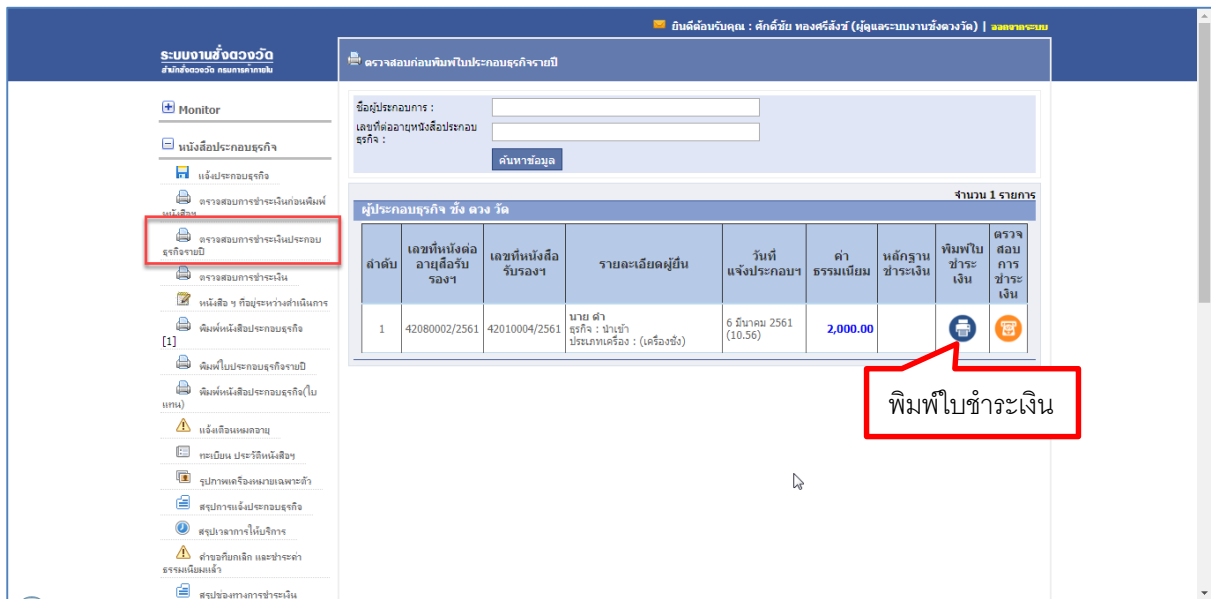 ยินดีต้อนรับคุณ : ศักดิ์ชัย ทองศรีสังข์ (ผู้ดูแลระบบงานชั่งตวงวัด) | ออกจากระบบ
ระบบงานชั่งตวงวัด
สำนักชั่งตวงวัด กรมการค้าภายใน
ตรวจสอบก่อนพิมพ์ใบประกอบธุรกิจรายปี
Monitor
หนังสือประกอบธุรกิจ
แจ้งประกอบธุรกิจ
ตรวจสอบการชำระเงินก่อนพิมพ์
หนังสือฯ
ตรวจสอบการชำระเงินประกอบ
ธุรกิจรายปี
ตรวจสอบการชำระเงิน
หนังสือ ฯ ที่อยู่ระหว่างดำเนินการ
พิมพ์หนังสือประกอบธุรกิจ
[1]
พิมพ์ใบประกอบธุรกิจรายปี
พิมพ์หนังสือประกอบธุรกิจ(ใบ
แทน)
แจ้งเตือนหมดอายุ
ทะเบียน ประวัติหนังสือฯ
รูปภาพเครื่องหมายเฉพาะตัว
สรุปการแจ้งประกอบธุรกิจ
สรุปเวลาการให้บริการ
คำขอที่ยกเลิก และชำระค่า
ธรรมเนียมแล้ว
สรุปช่องทางการชำระเงิน
ชื่อผู้ประกอบการ :
เลขที่ต่ออายุหนังสือประกอบ
ธุรกิจ :
ค้นหาข้อมูล
จำนวน 1 รายการ
ผู้ประกอบธุรกิจ ชั่ง ตวง วัด
ลำดับ เลขที่หนังต่อ อายุสือรับ รองฯ เลขที่หนังสือ รับรองฯ รายละเอียดผู้ยื่น วันที่ แจ้งประกอบฯ ค่า ธรรมเนียม หลักฐาน ชำระเงิน พิมพ์ใบ ชำระ เงิน ตรวจ สอบ การ ชำระ เงิน
1 42080002/2561 42010004/2561 นาย ดำ 6 มีนาคม 2561 2,000.00
ธุรกิจ : นำเข้า (10.56)
ประเภทเครื่อง : (เครื่องชั่ง)
พิมพ์ใบชำระเงิน